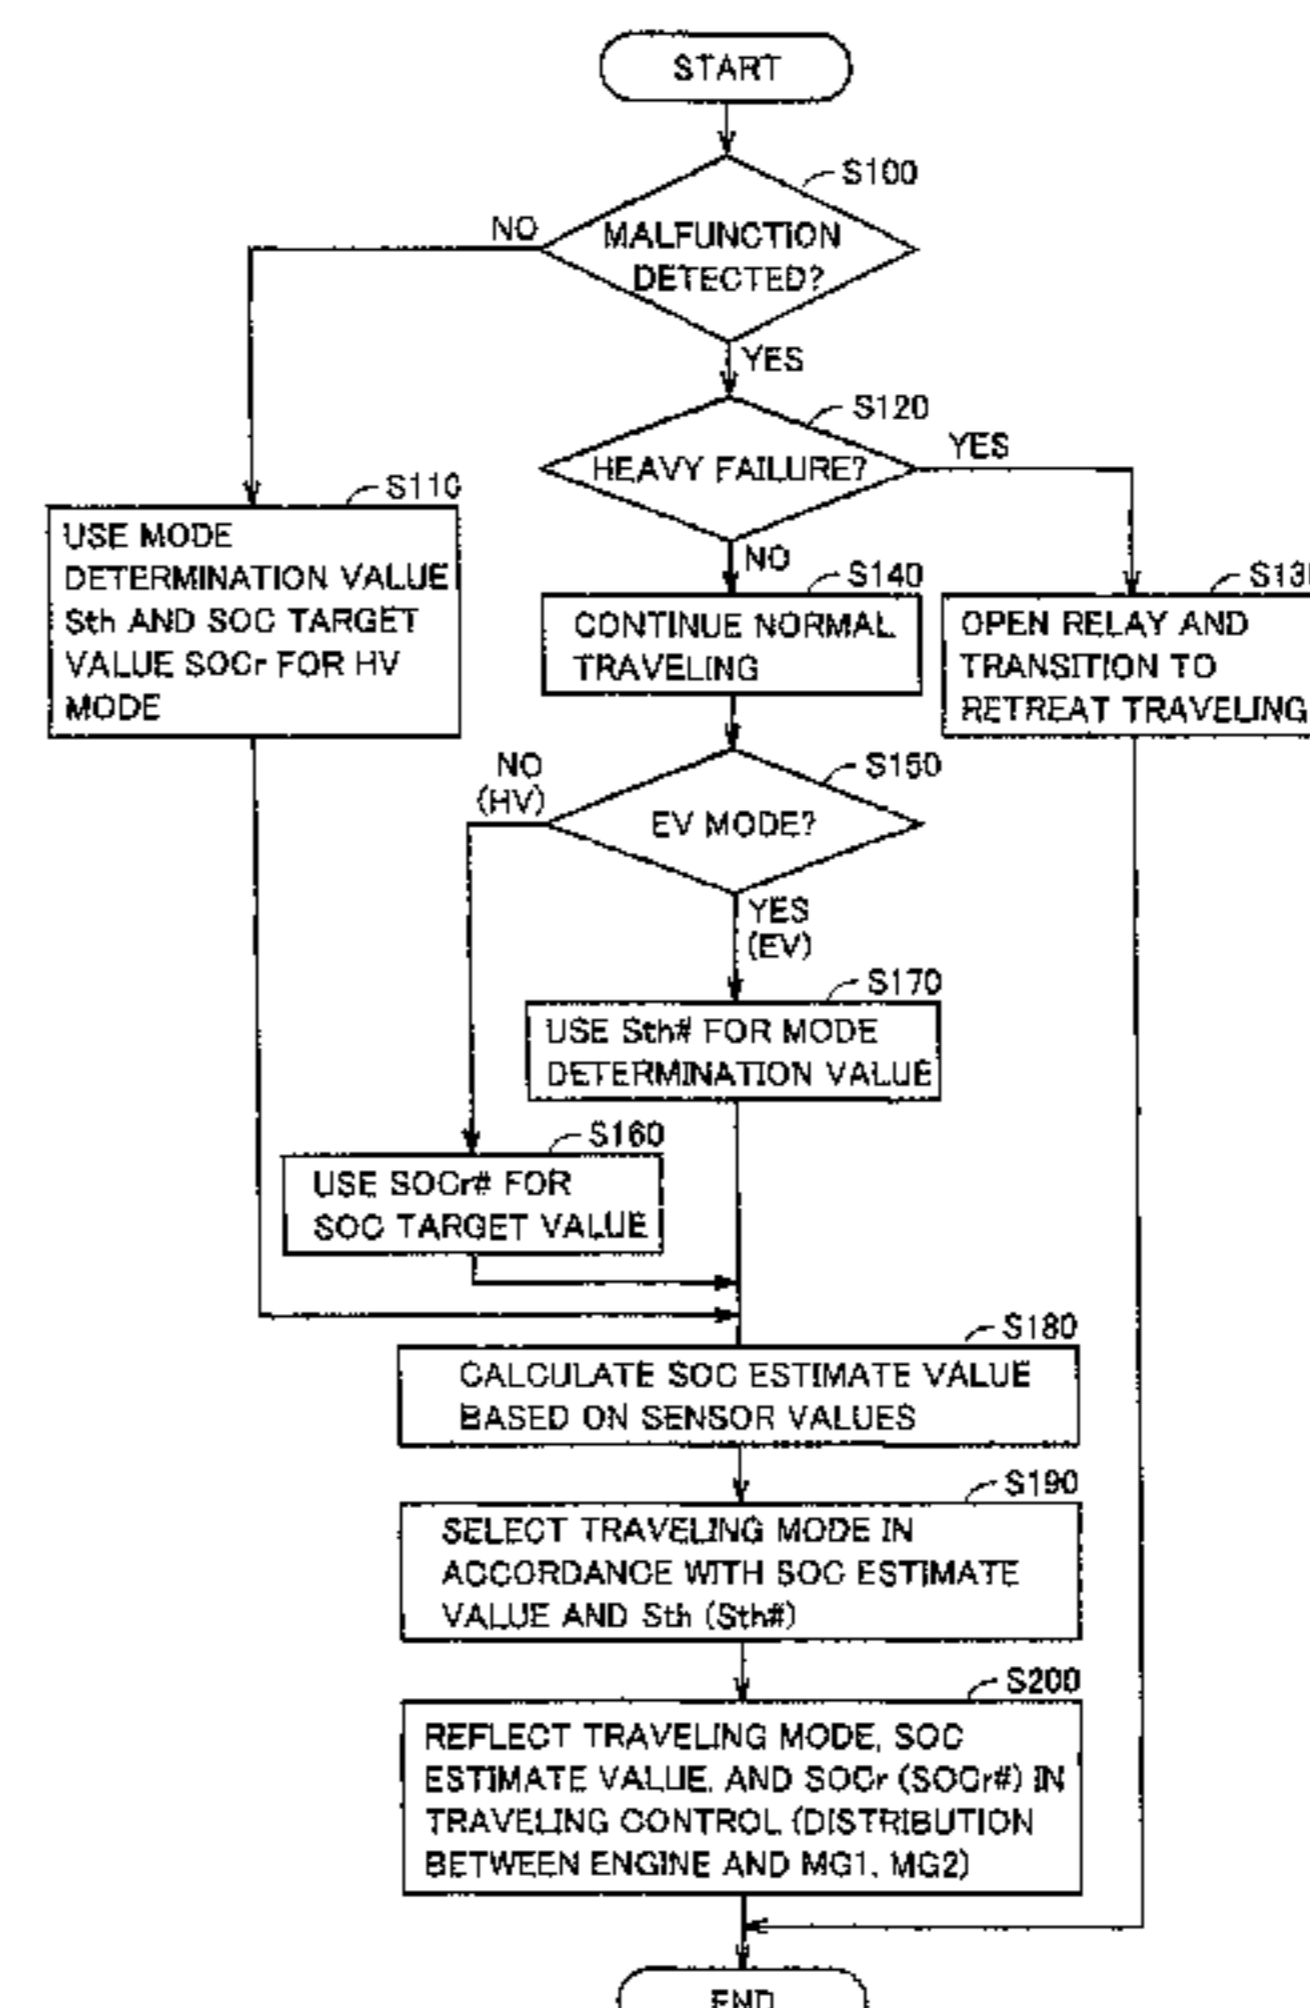 START
S100
NO
MALFUNCTION
DETECTED?
YES
S120
HEAVY FAILURE?
YES
S110
USE MODE
DETERMINATION VALUE
Sth AND SOC TARGET
VALUE SOCr FOR HV
MODE
NO
S140
CONTINUE NORMAL
TRAVELING
S130
OPEN RELAY AND
TRANSITION TO
RETREAT TRAVELING
NO
(HV)
S150
EV MODE?
YES
(EV)
S170
USE Sth# FOR MODE
DETERMINATION VALUE
S160
USE SOCr# FOR
SOC TARGET VALUE
S180
CALCULATE SOC ESTIMATE VALUE
BASED ON SENSOR VALUES
S190
SELECT TRAVELING MODE IN
ACCORDANCE WITH SOC ESTIMATE
VALUE AND Sth (Sth#)
S200
REFLECT TRAVELING MODE, SOC
ESTIMATE VALUE, AND SOCr (SOCr#) IN
TRAVELING CONTROL (DISTRIBUTION
BETWEEN ENGINE AND MG1, MG2)
END